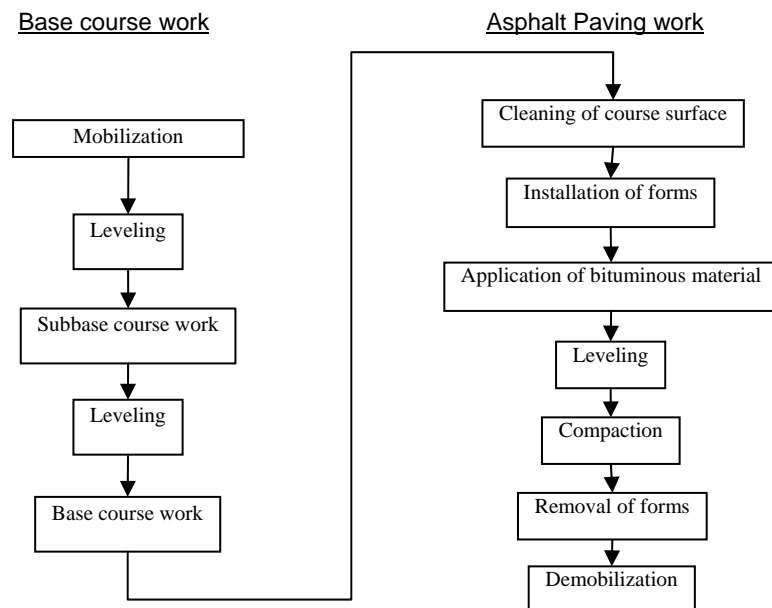 Base course work
Mobilization
Leveling
Subbase course work
Leveling
Base course work
Asphalt Paving work
Cleaning of course surface
Installation of forms
Application of bituminous material
Leveling
Compaction
Removal of forms
Demobilization